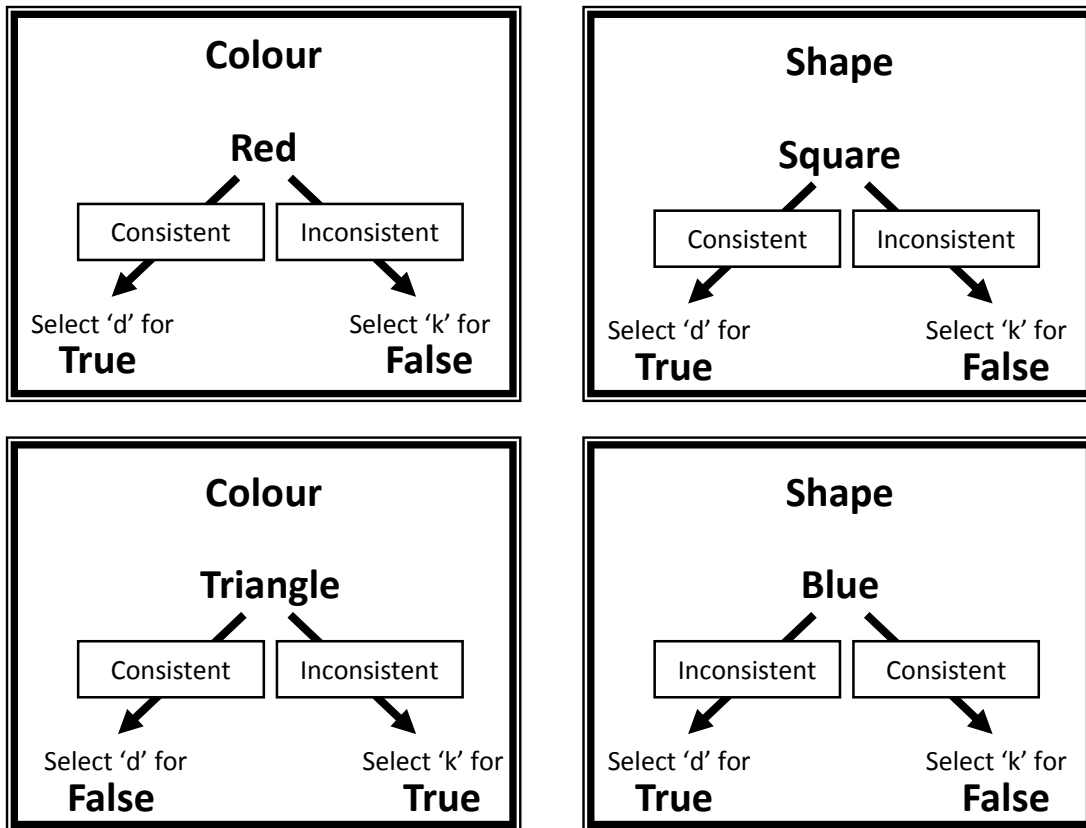 Colour
Red
Consistent Inconsistent
Select ‘d’ for Select ‘k’ for
True False
Shape
Square
Consistent Inconsistent
Select ‘d’ for Select ‘k’ for
True False
Colour
Triangle
Consistent Inconsistent
Select ‘d’ for Select ‘k’ for
False True
Shape
Blue
Inconsistent Consistent
Select ‘d’ for Select ‘k’ for
True False